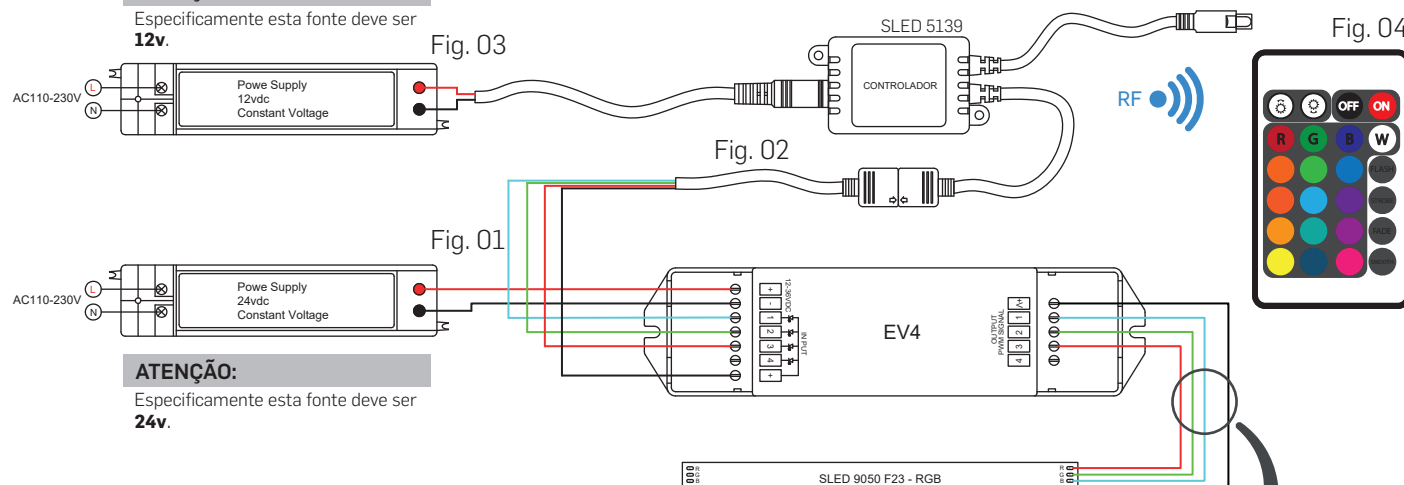 Especificamente esta fonte deve ser
12v.
Fig. 03
SLED 5139
Fig. 04
AC110-230V
L
N
Powe Supply
12vdc
Constant Voltage
CONTROLADOR
RF
OFF
ON
R
G
B
W
FLASH
STROBE
FADE
SMOOTH
Fig. 02
Fig. 01
AC110-230V
L
N
Powe Supply
24vdc
Constant Voltage
ATENÇÃO:
Especificamente esta fonte deve ser
24v.
+
-
1
2
3
4
+
12-36VDC
INPUT
EV4
OUTPUT
PWM SIGNAL
V+
1
2
3
4
R
G
B
SLED 9050 F23 - RGB
R
G
B